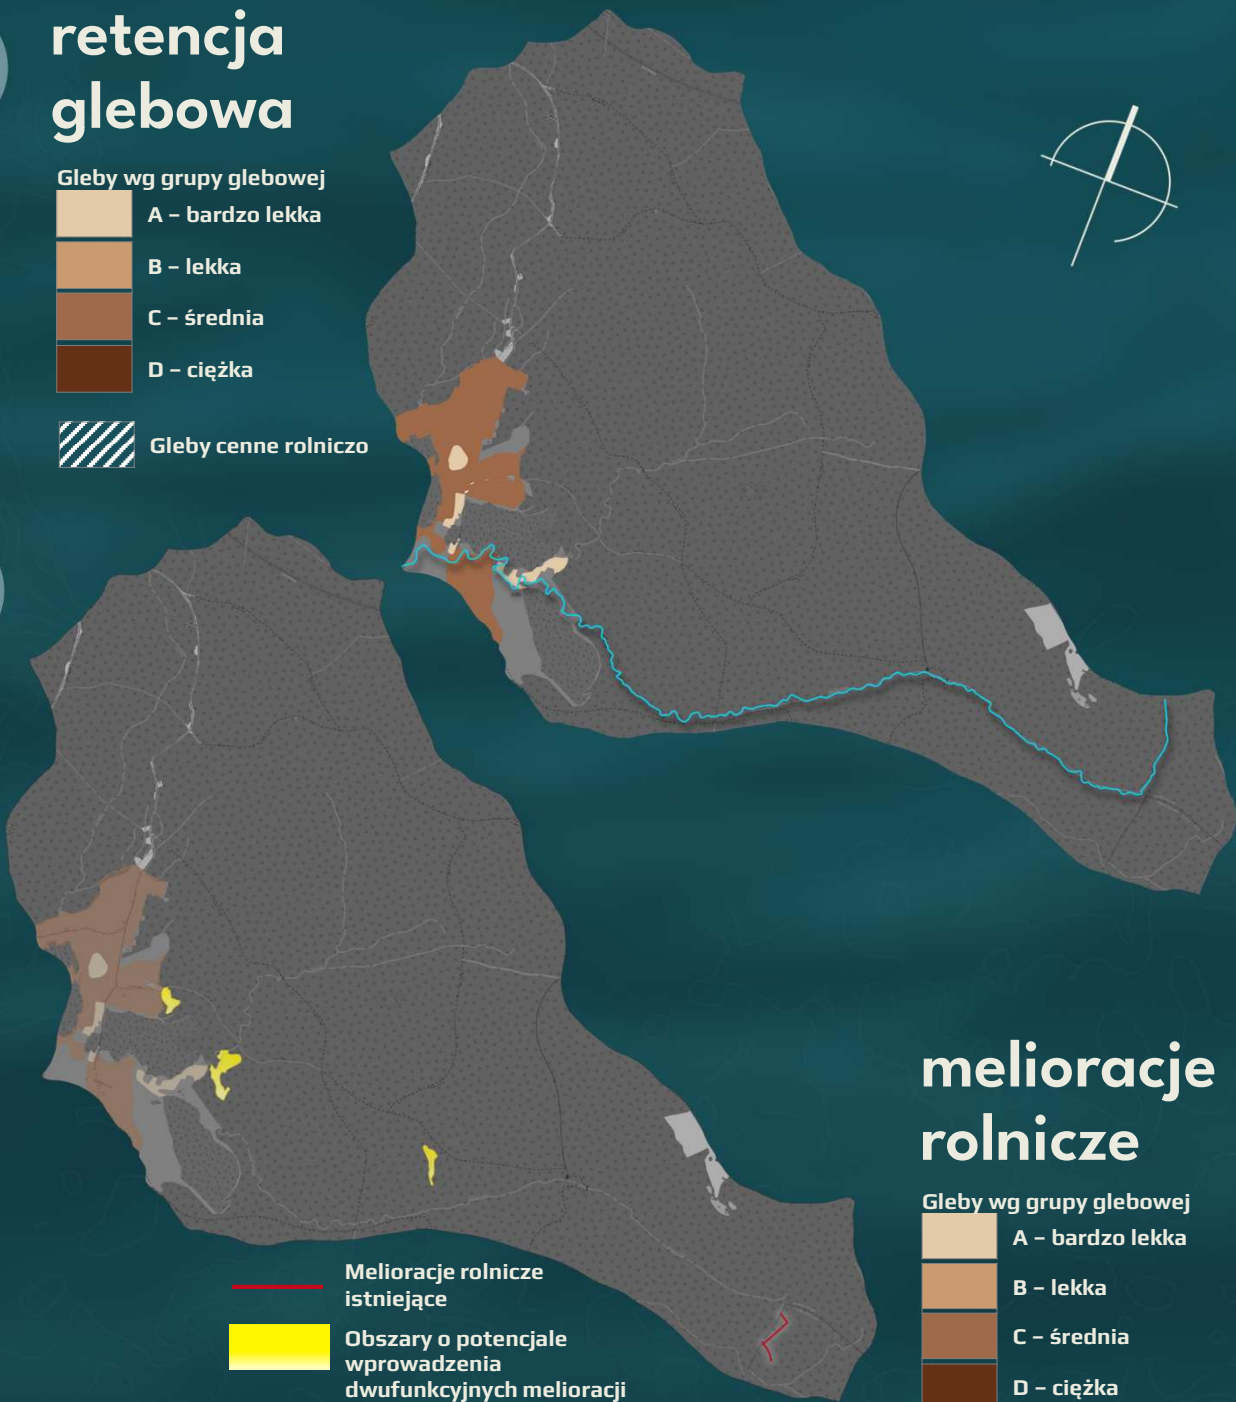 retencja
glebowa
Gleby wg grupy glebowej
A – bardzo lekka
B – lekka
C – średnia
D – ciężka
Gleby cenne rolniczo
Melioracje rolnicze
istniejące
Obszary o potencjale
wprowadzenia
dwufunkcyjnych melioracji
melioracje
rolnicze
Gleby wg grupy glebowej
A – bardzo lekka
B – lekka
C – średnia
D – ciężka